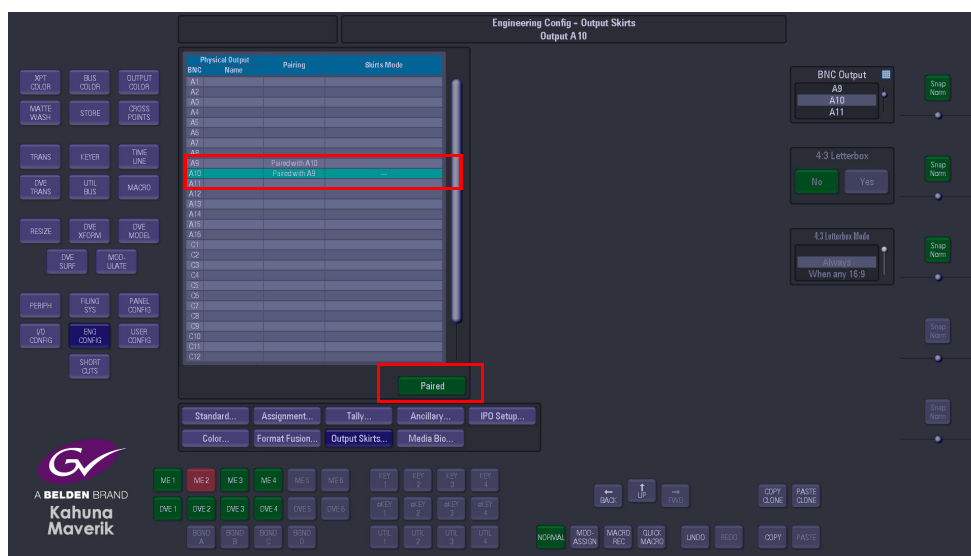 Engineering Config - Output Skirts
Output A10
Physical Output
BNC Name Pairing Skirts Mode
A1
A2
A3
A4
A5
A6
A7
A8
A9 Paired with A10
A10 Paired with A9 ---
A11
A12
A13
A14
A15
A16
C1
C2
C3
C4
C5
C6
C7
C8
C9
C10
C11
C12
Paired
XPT COLOR
BUS COLOR
OUTPUT COLOR
MATTE WASH
STORE
CROSS POINTS
TRANS
KEYER
TIME LINE
DVE TRANS
UTIL BUS
MACRO
RESIZE
DVE XFORM
DVE MODEL
DVE SURF
MOD- ULATE
PERIPH
FILING SYS
PANEL CONFIG
I/O CONFIG
ENG CONFIG
USER CONFIG
SHORT CUTS
BNC Output
A9
A10
A11
Snap Norm
4:3 Letterbox
No Yes
Snap Norm
4:3 Letterbox Mode
Always
When any 16:9
Snap Norm
Snap Norm
Snap Norm
Standard... Assignment... Tally... Ancillary... IPO Setup...
Color... Format Fusion... Output Skirts... Media Bio...
GV
A BELDEN BRAND
Kahuna
Maverik
ME 1 ME 2 ME 3 ME 4 ME 5 ME 6 KEY 1 KEY 2 KEY 3 KEY 4
DVE 1 DVE 2 DVE 3 DVE 4 DVE 5 DVE 6 αKEY 1 αKEY 2 αKEY 3 αKEY 4
BGND A BGND B BGND C BGND D UTIL 1 UTIL 2 UTIL 3 UTIL 4
← BACK ↑ UP → FWD
COPY CLONE PASTE CLONE
NORMAL MOD- ASSIGN MACRO REC QUICK MACRO UNDO REDO COPY PASTE